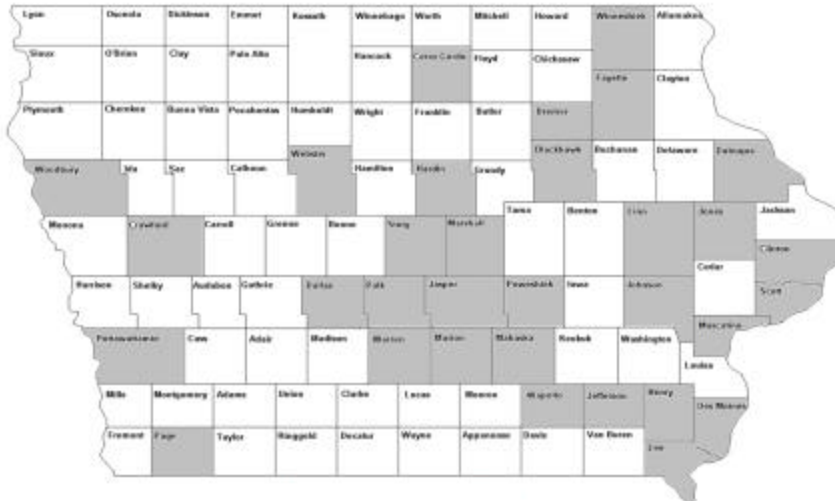 Lyon Osceola Dickinson Emmet Kossuth Winnebago Worth Mitchell Howard Winneshiek Allamakee
Sioux O'Brian Clay Palo Alto Hancock Cerro Gordo Floyd Chickasaw Fayette Clayton
Plymouth Cherokee Buena Vista Pocahontas Humboldt Wright Franklin Butler Bremer
Woodbury Ida Sac Calhoun Webster Hamilton Hardin Grundy Blackhawk Buchanan Delaware Dubuque
Monona Crawford Carroll Greene Boone Story Marshall Tama Benton Linn Jones Jackson
Clinton
Cedar
Harrison Shelby Audubon Guthrie Dallas Polk Jasper Poweshiek Iowa Johnson Scott
Muscatine
Pottawattamie Cass Adair Madison Warren Marion Mahaska Keokuk Washington
Louisa
Mills Montgomery Adams Union Clarke Lucas Monroe Wapello Jefferson Henry Des Moines
Fremont Page Taylor Ringgold Decatur Wayne Appanoose Davis Van Buren Lee